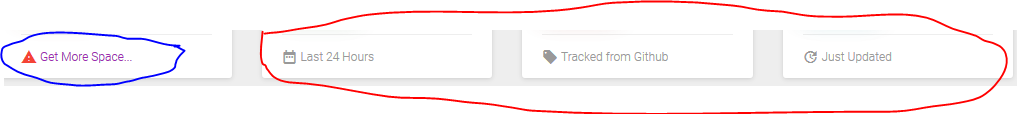 Get More Space...
Last 24 Hours
Tracked from Github
Just Updated